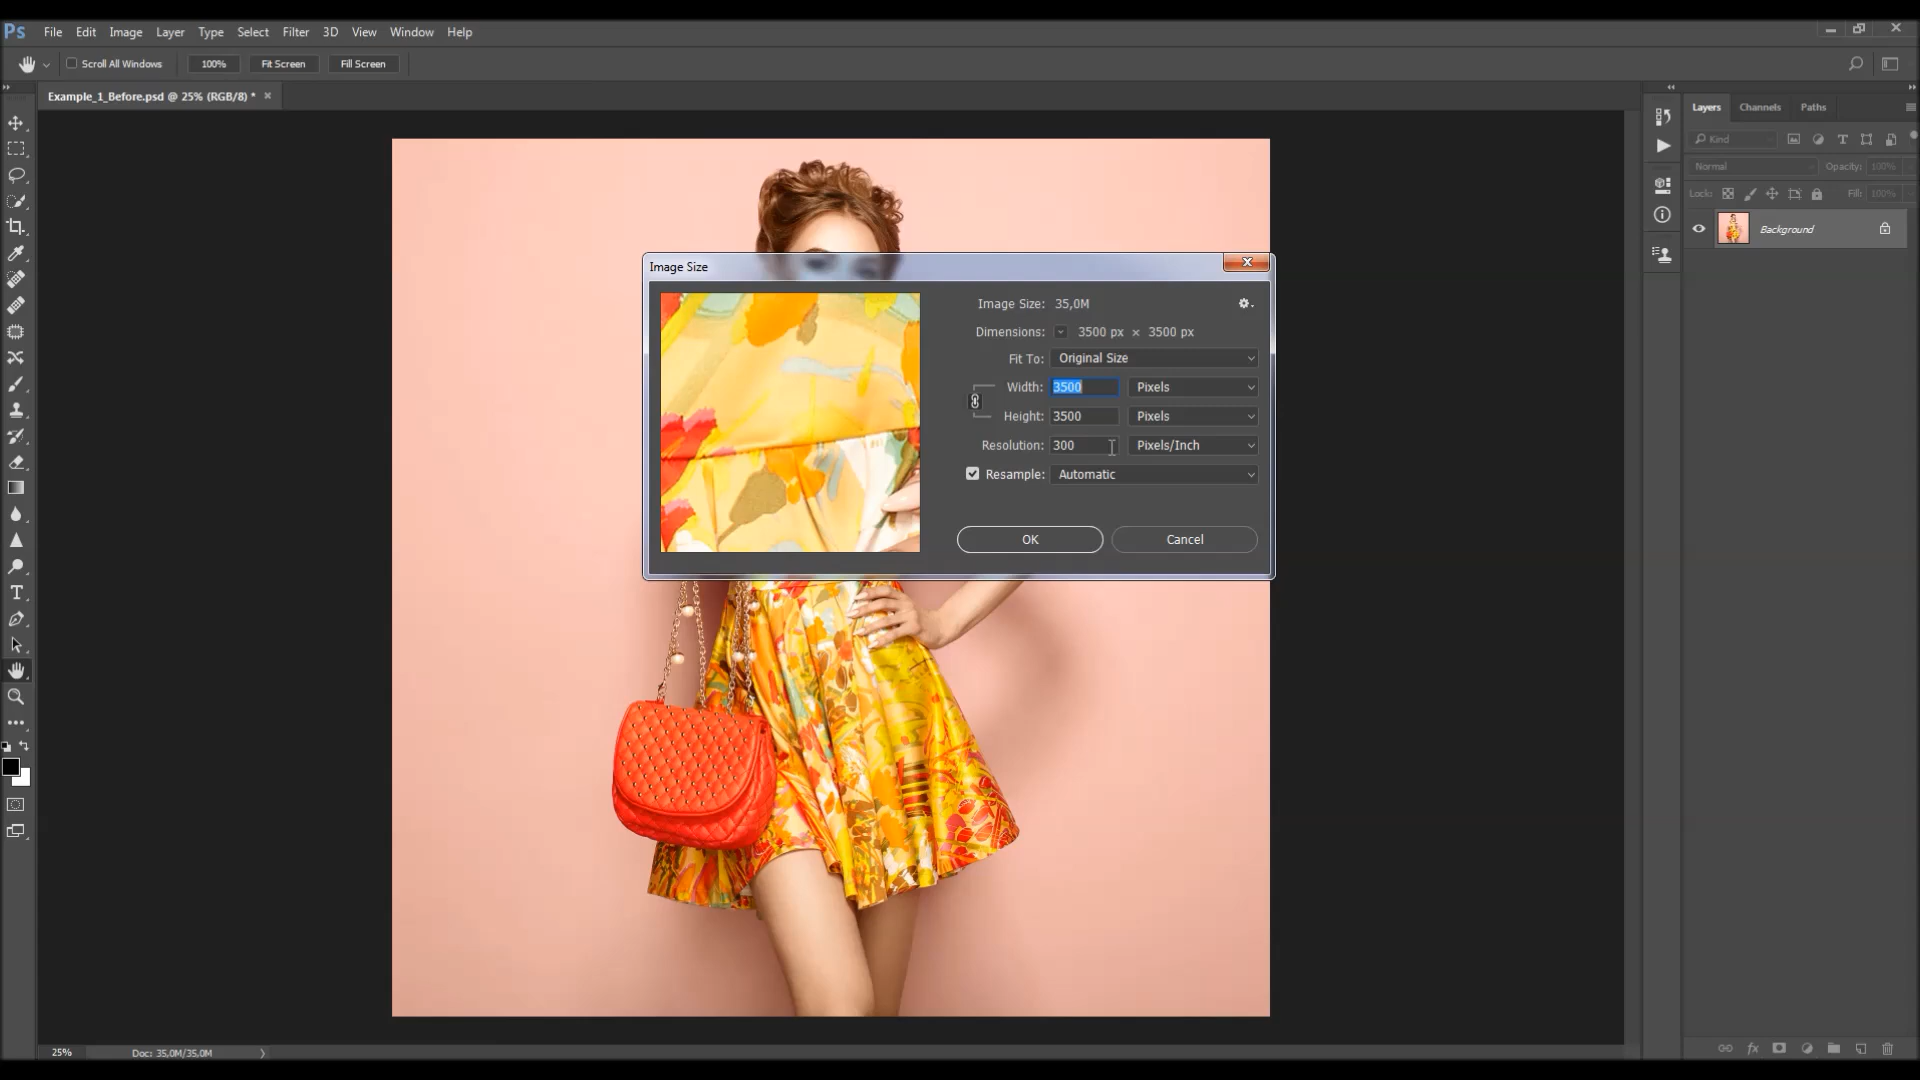 Ps File Edit Image Layer Type Select Filter 3D View Window Help
Scroll All Windows 100% Fit Screen Fill Screen
Example_1_Before.psd @ 25% (RGB/8) *
Layers Channels Paths
Kind
Normal Opacity: 100%
Lock: Fill: 100%
Background
Image Size
Image Size: 35,0M
Dimensions: 3500 px × 3500 px
Fit To: Original Size
Width: 3500 Pixels
Height: 3500 Pixels
Resolution: 300 Pixels/Inch
Resample: Automatic
OK Cancel
25% Doc: 35,0M/35,0M